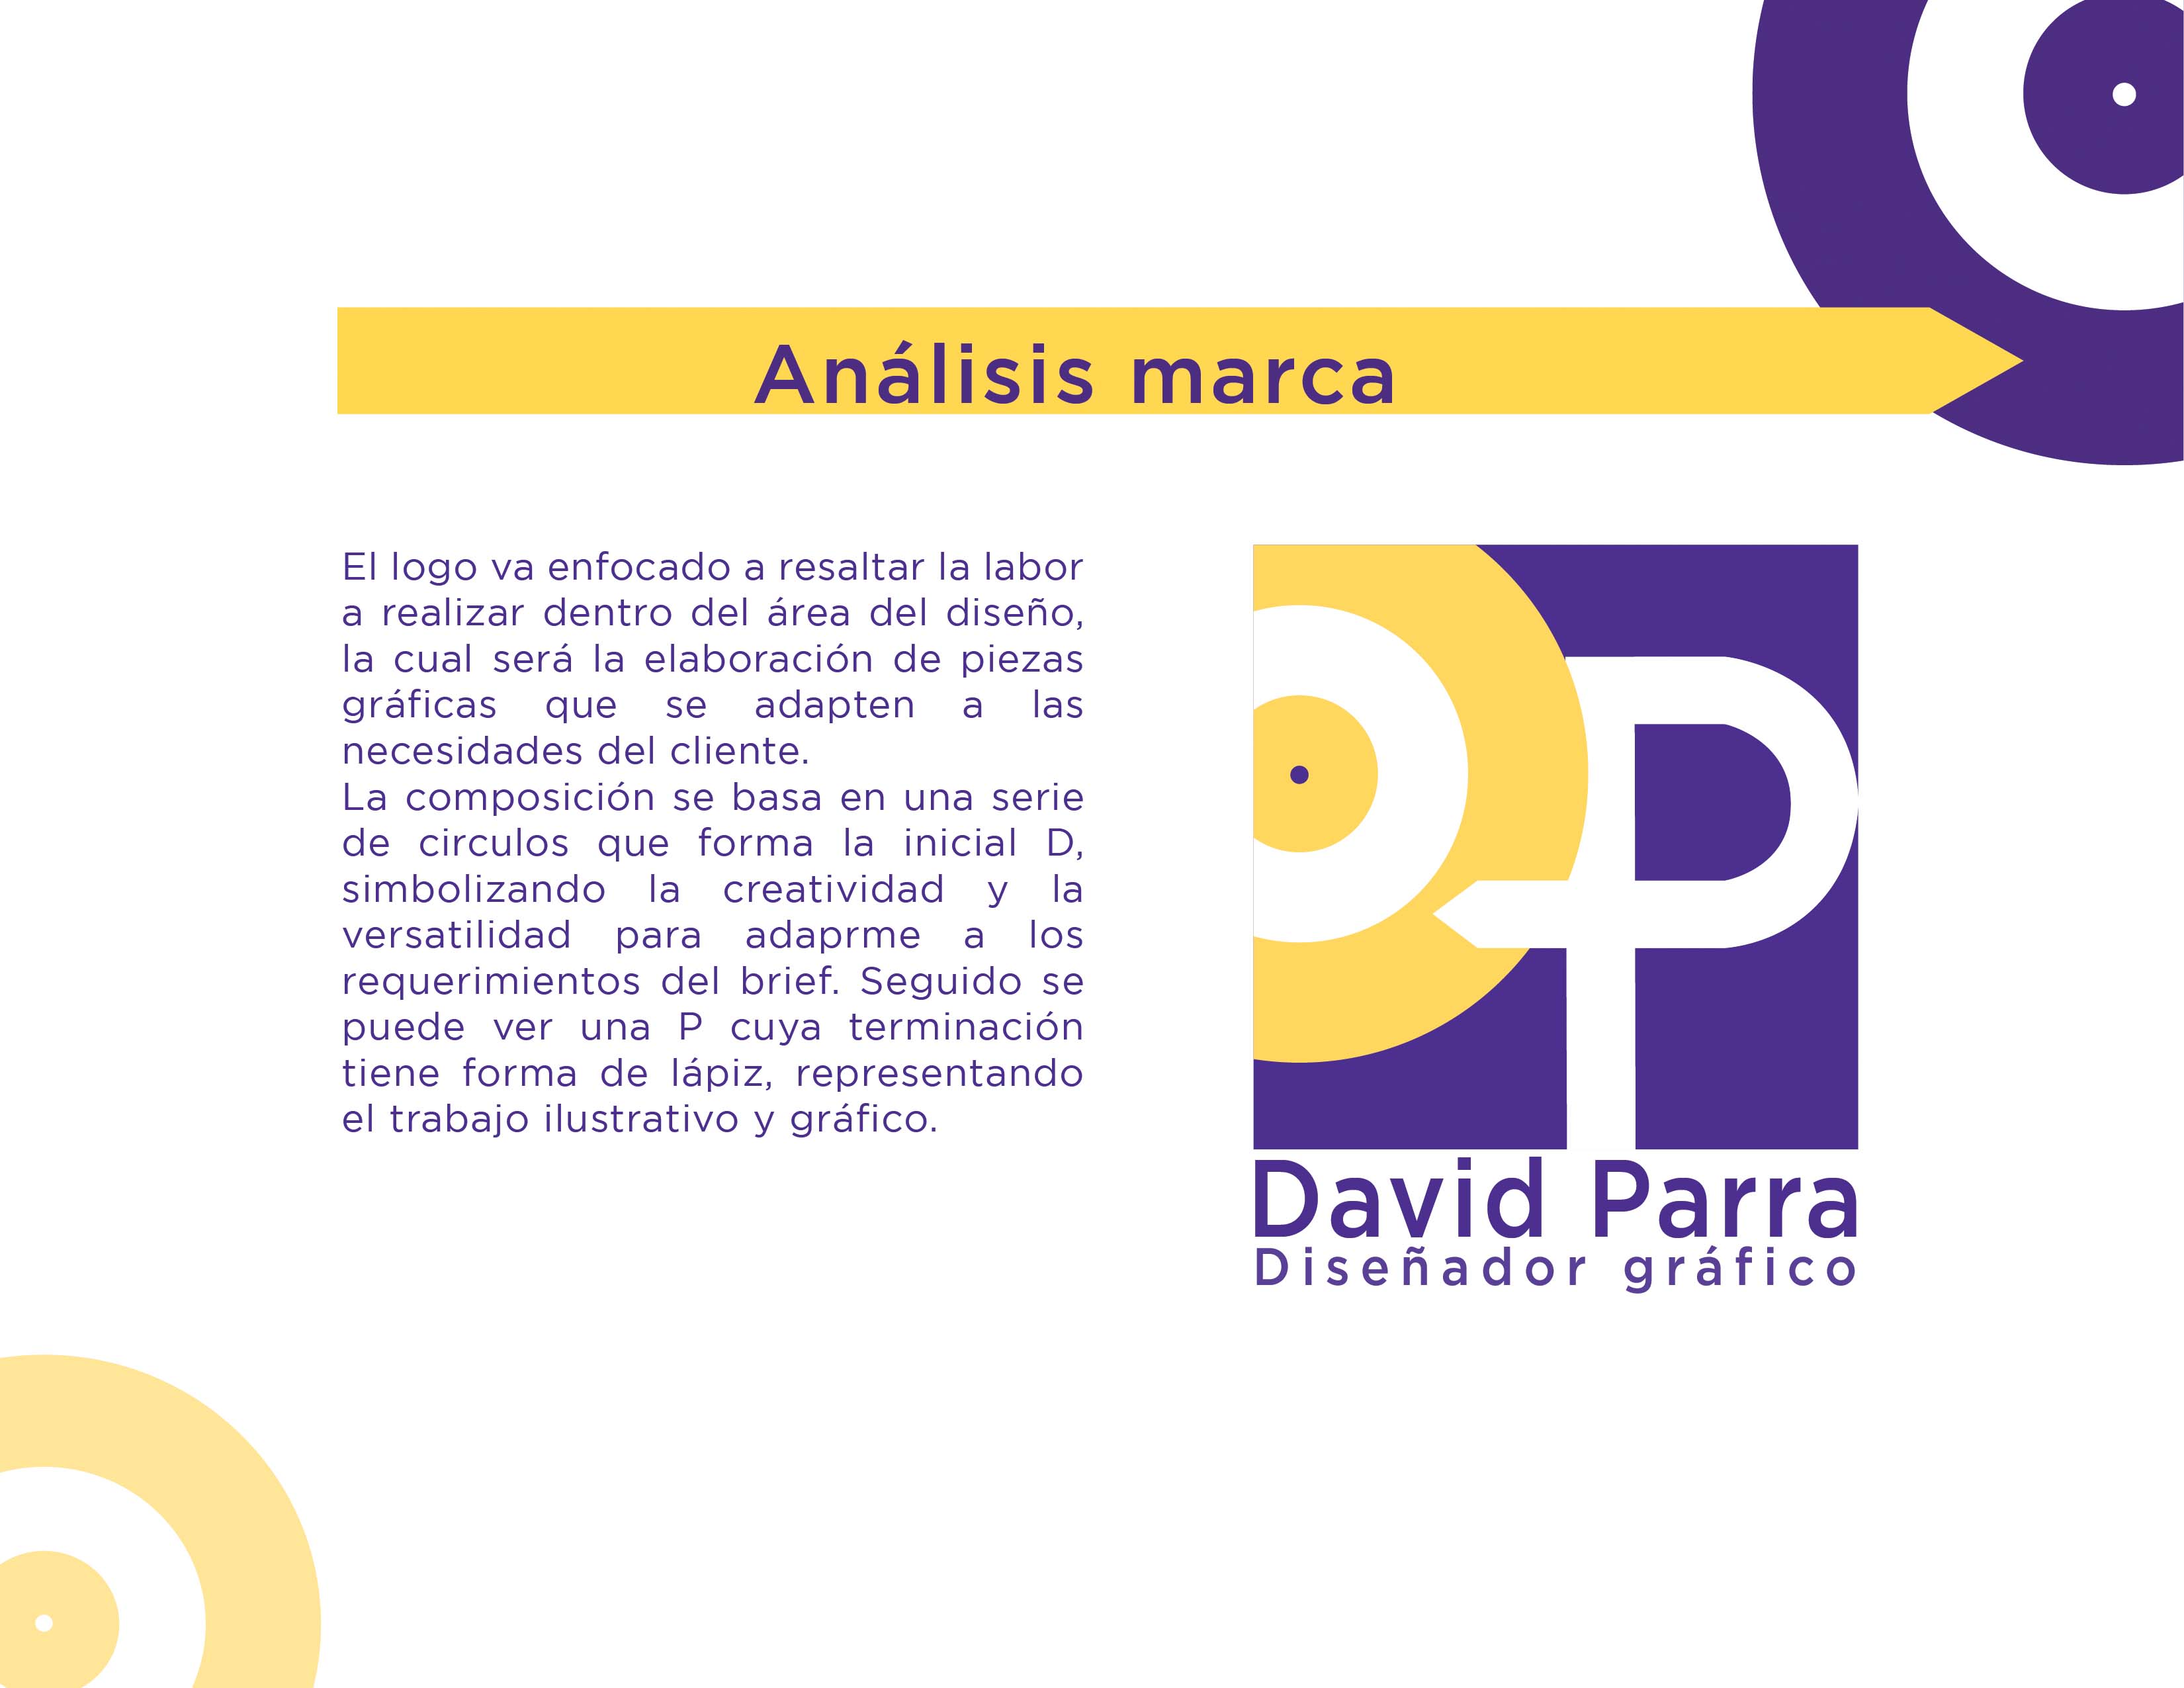 Análisis marca
El logo va enfocado a resaltar la labor
a realizar dentro del área del diseño,
la cual será la elaboración de piezas
gráficas que se adapten a las
necesidades del cliente.
La composición se basa en una serie
de circulos que forma la inicial D,
simbolizando la creatividad y la
versatilidad para adaprme a los
requerimientos del brief. Seguido se
puede ver una P cuya terminación
tiene forma de lápiz, representando
el trabajo ilustrativo y gráfico.
David Parra
Diseñador gráfico